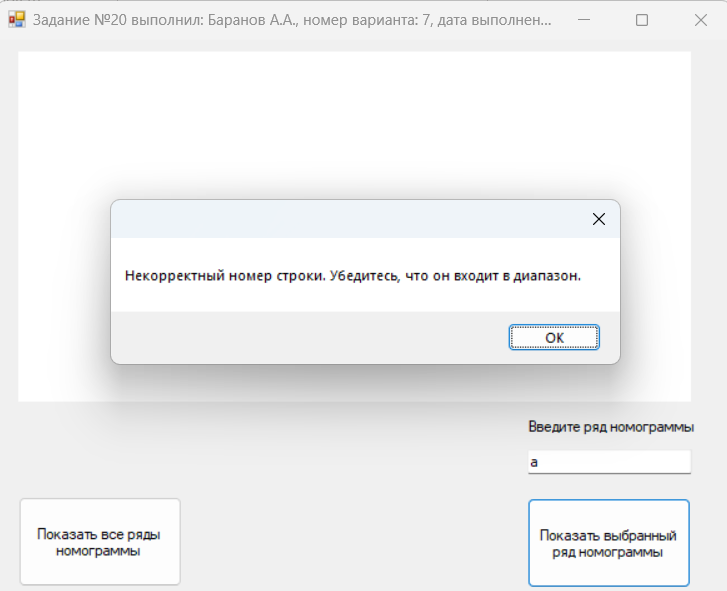 Задание №20 выполнил: Баранов А.А., номер варианта: 7, дата выполнен...
Некорректный номер строки. Убедитесь, что он входит в диапазон.
ОК
Введите ряд номограммы
а
Показать все ряды
номограммы
Показать выбранный
ряд номограммы